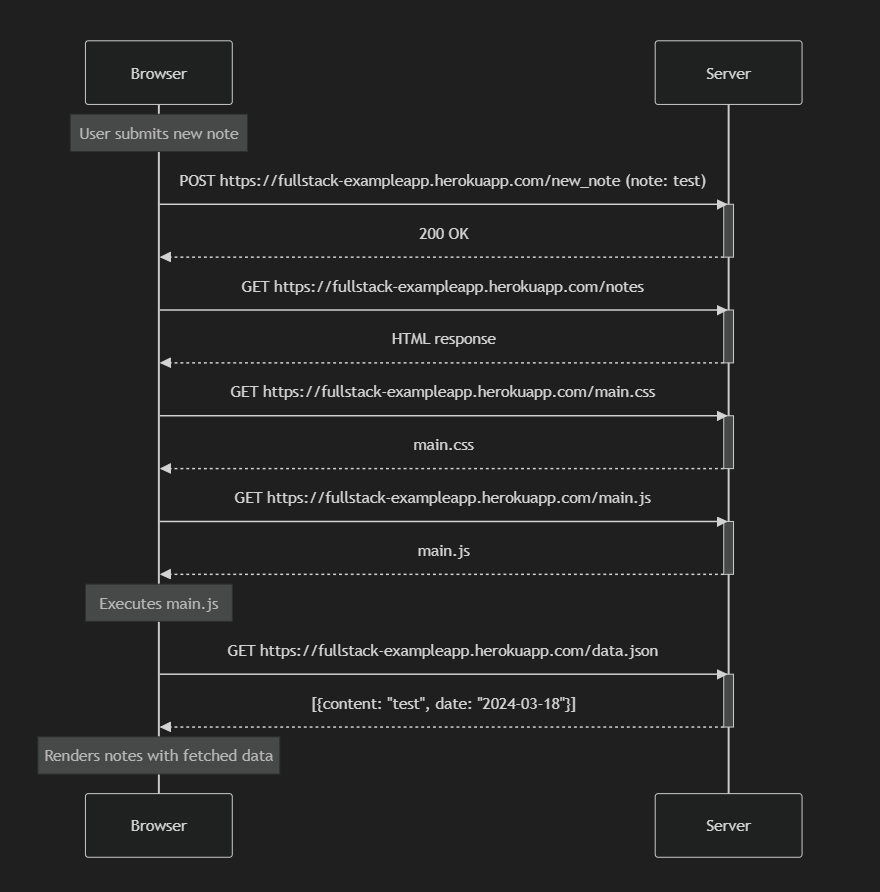 Browser
Server
User submits new note
POST https://fullstack-exampleapp.herokuapp.com/new_note (note: test)
200 OK
GET https://fullstack-exampleapp.herokuapp.com/notes
HTML response
GET https://fullstack-exampleapp.herokuapp.com/main.css
main.css
GET https://fullstack-exampleapp.herokuapp.com/main.js
main.js
Executes main.js
GET https://fullstack-exampleapp.herokuapp.com/data.json
[{content: "test", date: "2024-03-18"}]
Renders notes with fetched data
Browser
Server